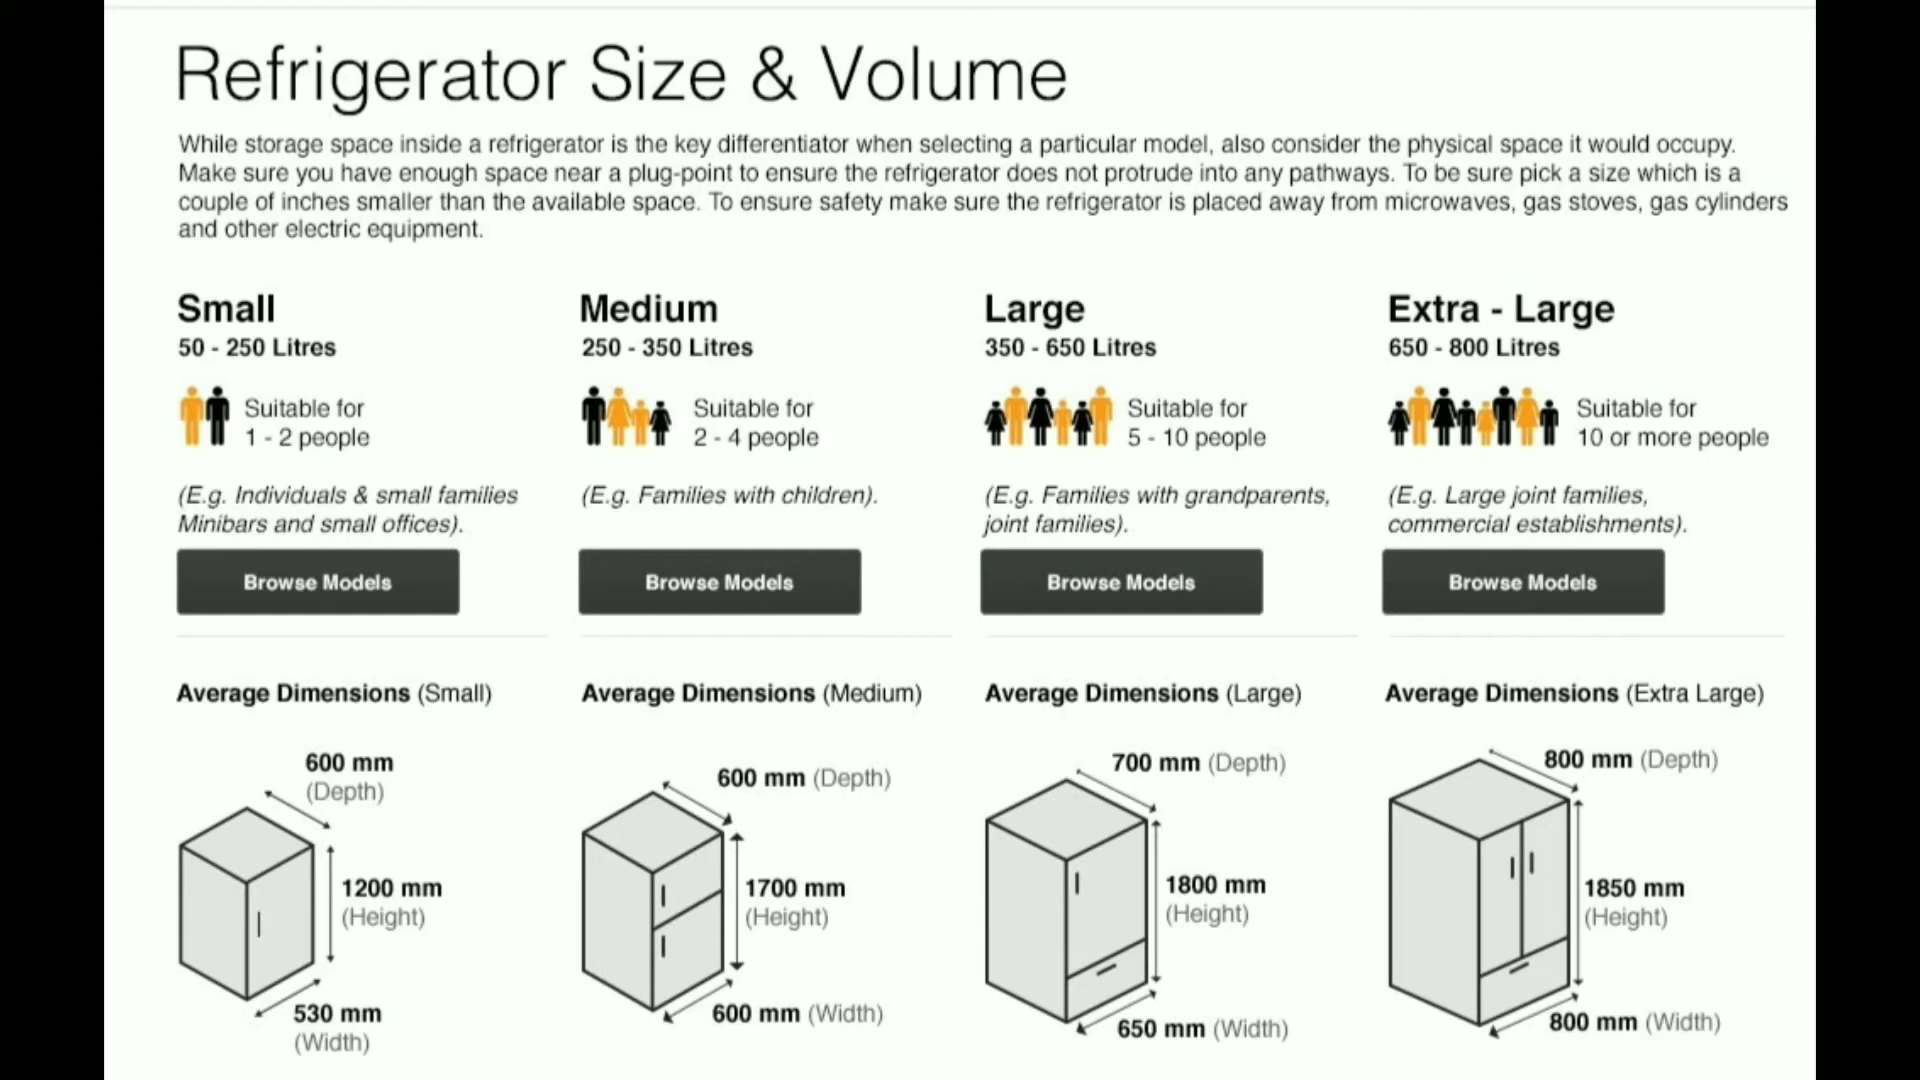 Refrigerator Size & Volume
While storage space inside a refrigerator is the key differentiator when selecting a particular model, also consider the physical space it would occupy.
Make sure you have enough space near a plug-point to ensure the refrigerator does not protrude into any pathways. To be sure pick a size which is a
couple of inches smaller than the available space. To ensure safety make sure the refrigerator is placed away from microwaves, gas stoves, gas cylinders
and other electric equipment.
Small
50 - 250 Litres
Suitable for
1 - 2 people
(E.g. Individuals & small families
Minibars and small offices).
Browse Models
Medium
250 - 350 Litres
Suitable for
2 - 4 people
(E.g. Families with children).
Browse Models
Large
350 - 650 Litres
Suitable for
5 - 10 people
(E.g. Families with grandparents,
joint families).
Browse Models
Extra - Large
650 - 800 Litres
Suitable for
10 or more people
(E.g. Large joint families,
commercial establishments).
Browse Models
Average Dimensions (Small)
600 mm
(Depth)
1200 mm
(Height)
530 mm
(Width)
Average Dimensions (Medium)
600 mm (Depth)
1700 mm
(Height)
600 mm (Width)
Average Dimensions (Large)
700 mm (Depth)
1800 mm
(Height)
650 mm (Width)
Average Dimensions (Extra Large)
800 mm (Depth)
1850 mm
(Height)
800 mm (Width)